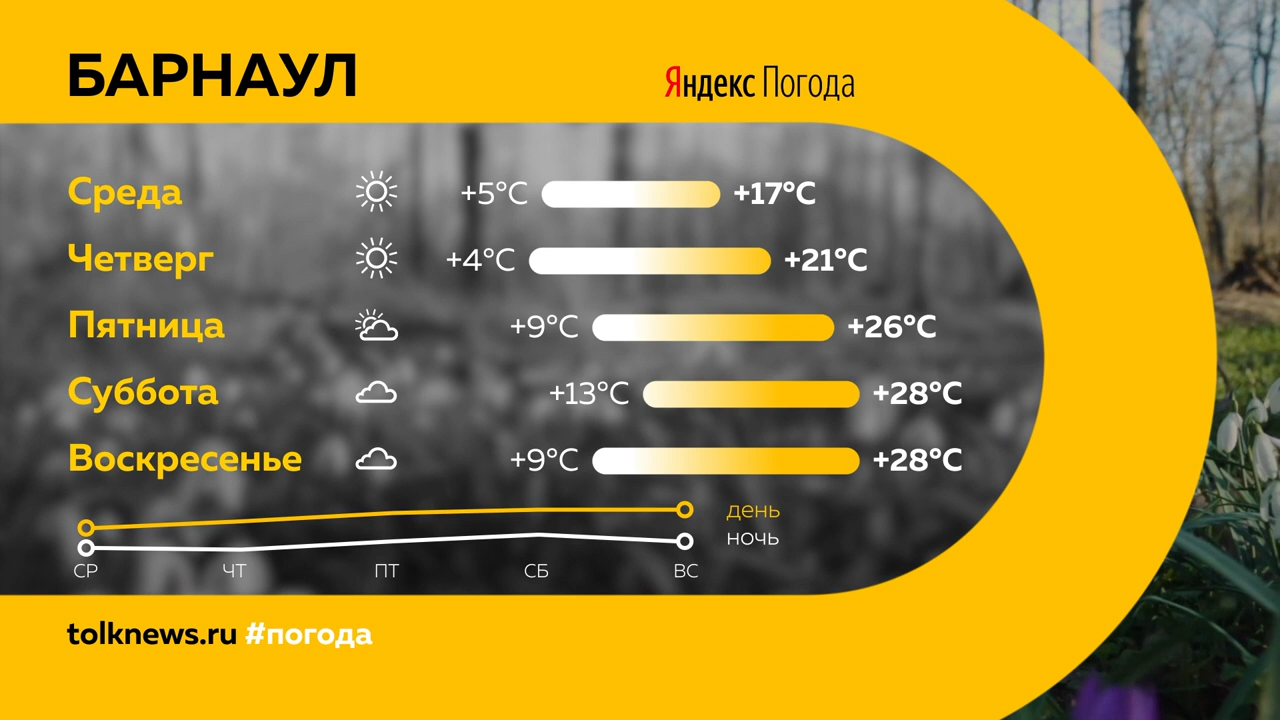 БАРНАУЛ
Яндекс Погода
Среда +5°C +17°C
Четверг +4°C +21°C
Пятница +9°C +26°C
Суббота +13°C +28°C
Воскресенье +9°C +28°C
день
ночь
СР ЧТ ПТ СБ ВС
tolknews.ru #погода